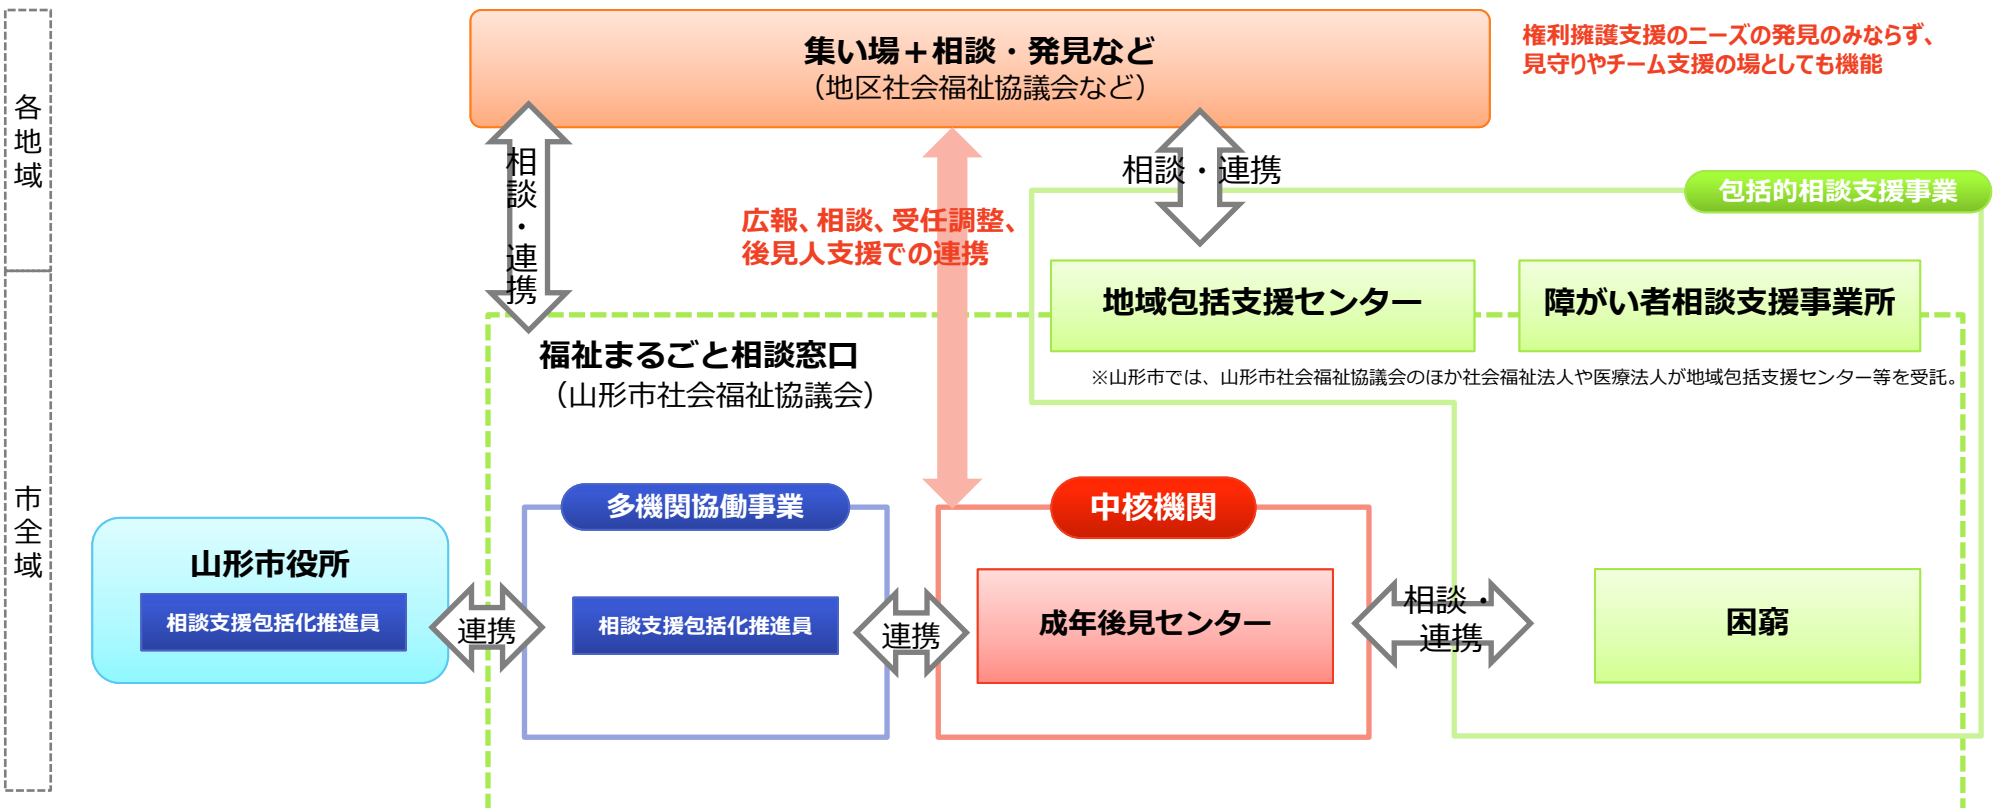 各地域
集い場＋相談・発見など
（地区社会福祉協議会など）
権利擁護支援のニーズの発見のみならず、
見守りやチーム支援の場としても機能
相談・連携
相談・連携
広報、相談、受任調整、
後見人支援での連携
包括的相談支援事業
地域包括支援センター
障がい者相談支援事業所
※山形市では、山形市社会福祉協議会のほか社会福祉法人や医療法人が地域包括支援センター等を受託。
福祉まるごと相談窓口
（山形市社会福祉協議会）
市全域
山形市役所
相談支援包括化推進員
連携
多機関協働事業
相談支援包括化推進員
連携
中核機関
成年後見センター
相談・
連携
困窮